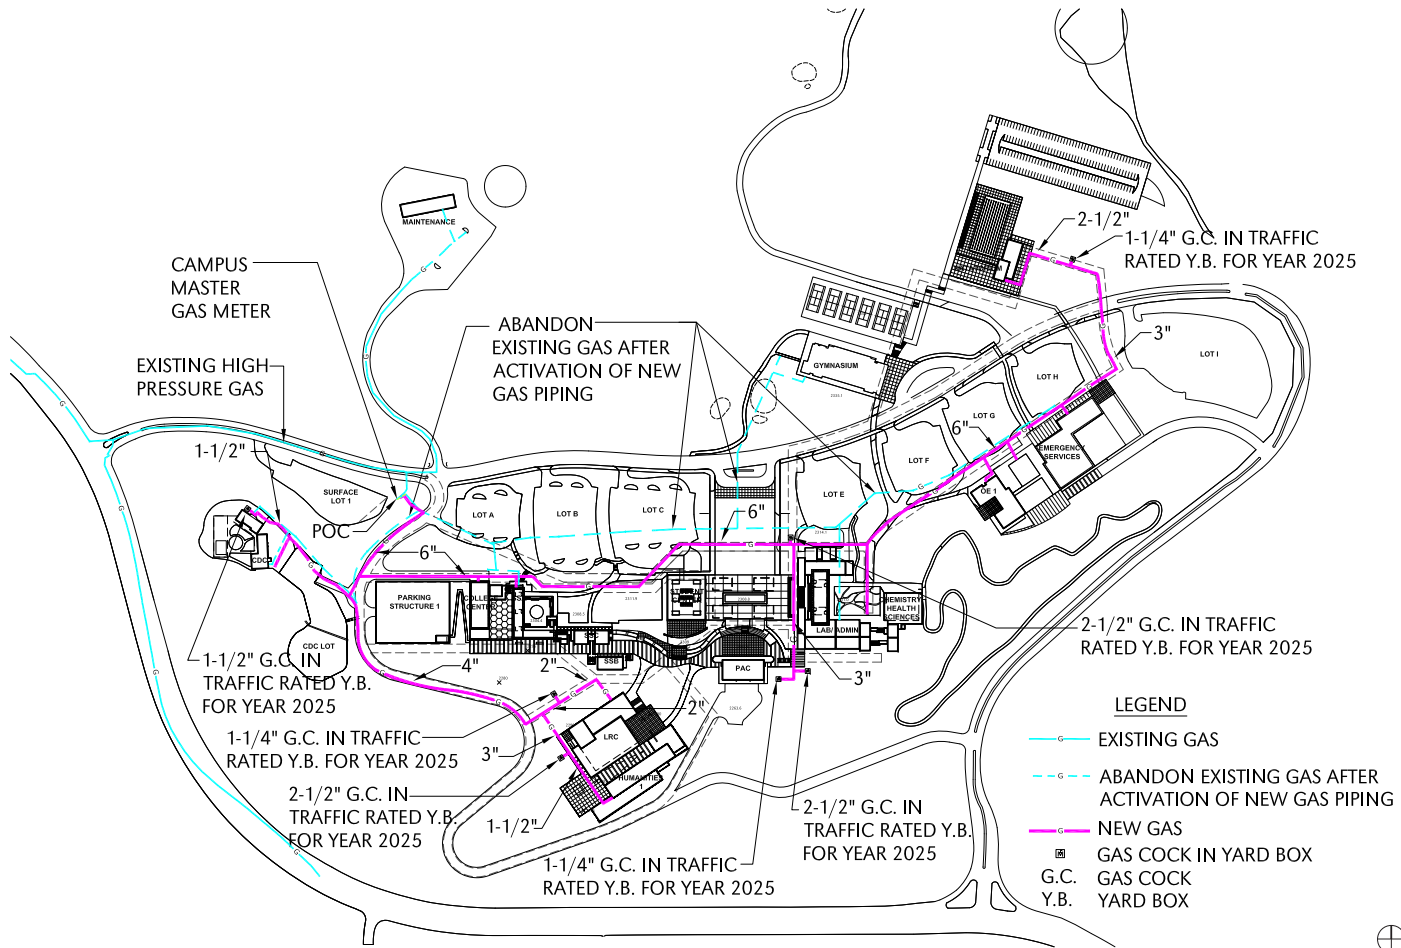 2-1/2"
1-1/4" G.C. IN TRAFFIC
RATED Y.B. FOR YEAR 2025
MAINTENANCE
CAMPUS
MASTER
GAS METER
ABANDON
EXISTING GAS AFTER
ACTIVATION OF NEW
GAS PIPING
3"
LOT I
EXISTING HIGH
PRESSURE GAS
GYMNASIUM
LOT H
LOT G
6"
1-1/2"
EMERGENCY
SERVICES
LOT F
SURFACE
LOT 1
LOT E
OE 1
LOT A
LOT B
LOT C
POC
6"
6"
CDC
PARKING
STRUCTURE 1
COLLEGE
CENTER
CHEMISTRY
HEALTH
SCIENCES
LAB/ADMIN
2-1/2" G.C. IN TRAFFIC
RATED Y.B. FOR YEAR 2025
CDC LOT
SSB
PAC
3"
1-1/2" G.C. IN
TRAFFIC RATED Y.B.
FOR YEAR 2025
4"
2"
2"
LRC
HUMANITIES
1
1-1/4" G.C. IN TRAFFIC
RATED Y.B. FOR YEAR 2025
3"
2-1/2" G.C. IN
TRAFFIC RATED Y.B.
FOR YEAR 2025
1-1/2"
1-1/4" G.C. IN TRAFFIC
RATED Y.B. FOR YEAR 2025
2-1/2" G.C. IN
TRAFFIC RATED Y.B.
FOR YEAR 2025
LEGEND
G EXISTING GAS
G ABANDON EXISTING GAS AFTER
ACTIVATION OF NEW GAS PIPING
G NEW GAS
GAS COCK IN YARD BOX
G.C. GAS COCK
Y.B. YARD BOX